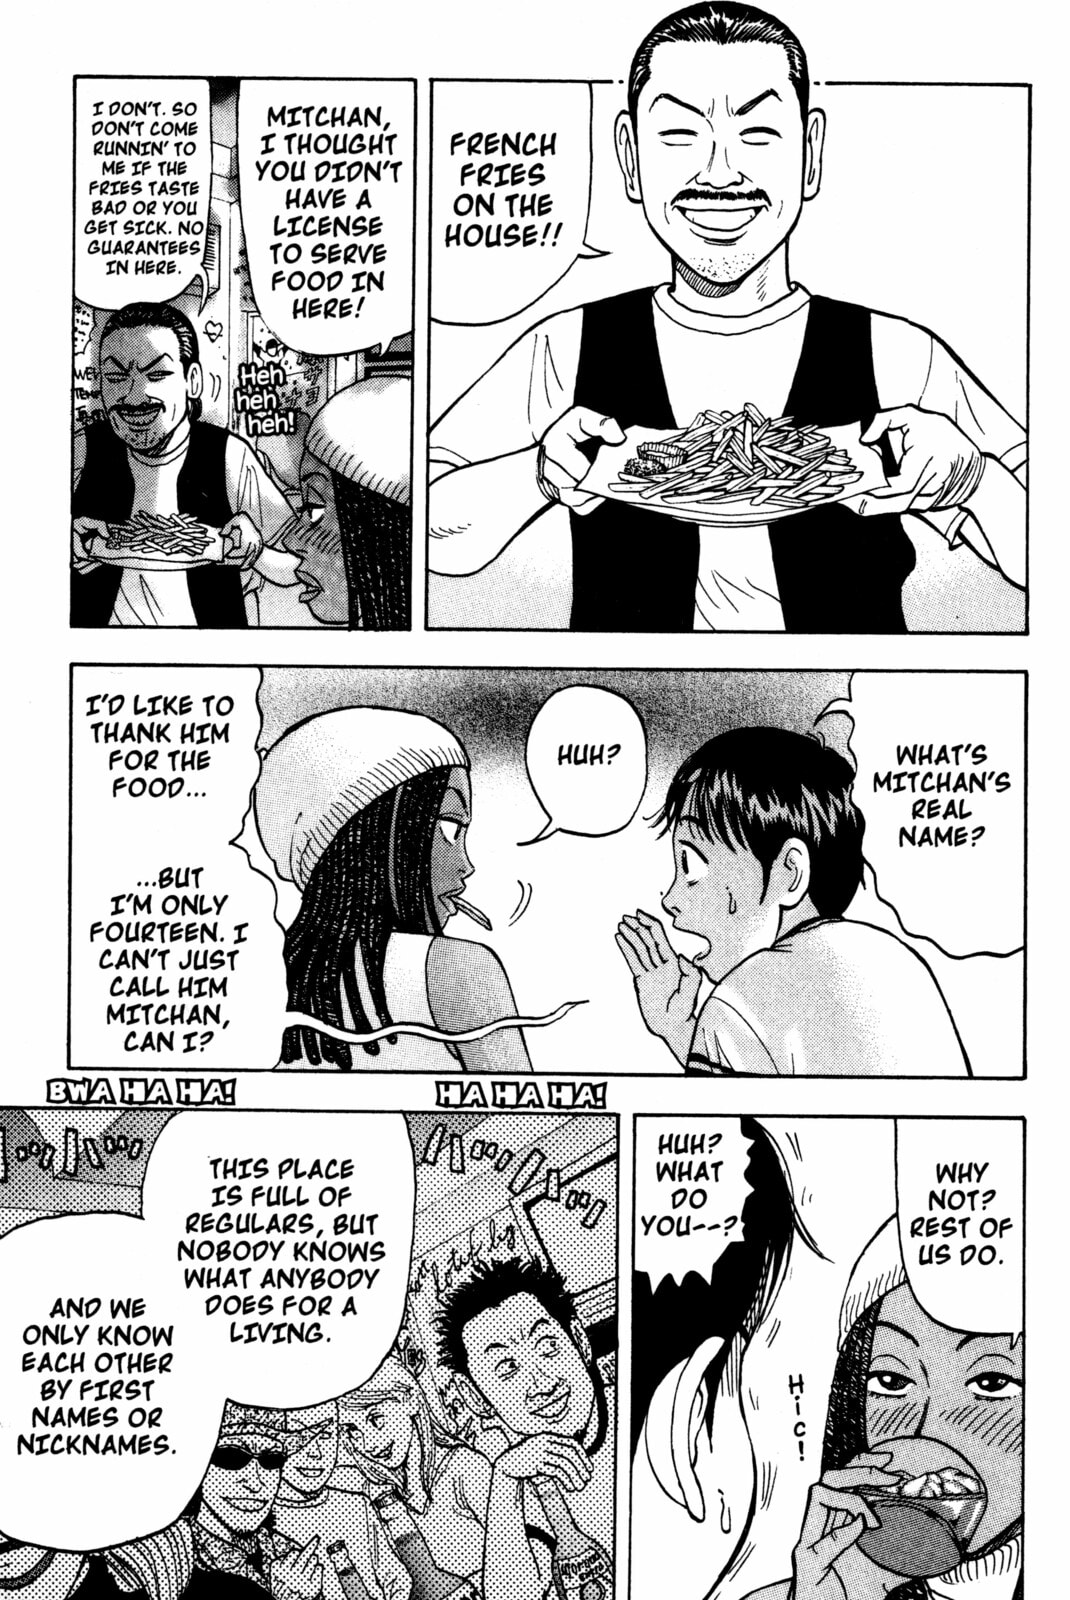 FRENCH
FRIES
ON THE
HOUSE!!
MITCHAN,
I THOUGHT
YOU DIDN'T
HAVE A
LICENSE
TO SERVE
FOOD IN
HERE!
I DON'T. SO
DON'T COME
RUNNIN' TO
ME IF THE
FRIES TASTE
BAD OR YOU
GET SICK. NO
GUARANTEES
IN HERE.
Heh
heh
heh!
WHAT'S
MITCHAN'S
REAL
NAME?
HUH?
I'D LIKE TO
THANK HIM
FOR THE
FOOD...
...BUT
I'M ONLY
FOURTEEN. I
CAN'T JUST
CALL HIM
MITCHAN,
CAN I?
WHY
NOT?
REST OF
US DO.
HUH?
WHAT
DO
YOU--?
Hic!
HA HA HA!
BWA HA HA!
THIS PLACE
IS FULL OF
REGULARS, BUT
NOBODY KNOWS
WHAT ANYBODY
DOES FOR A
LIVING.
AND WE
ONLY KNOW
EACH OTHER
BY FIRST
NAMES OR
NICKNAMES.